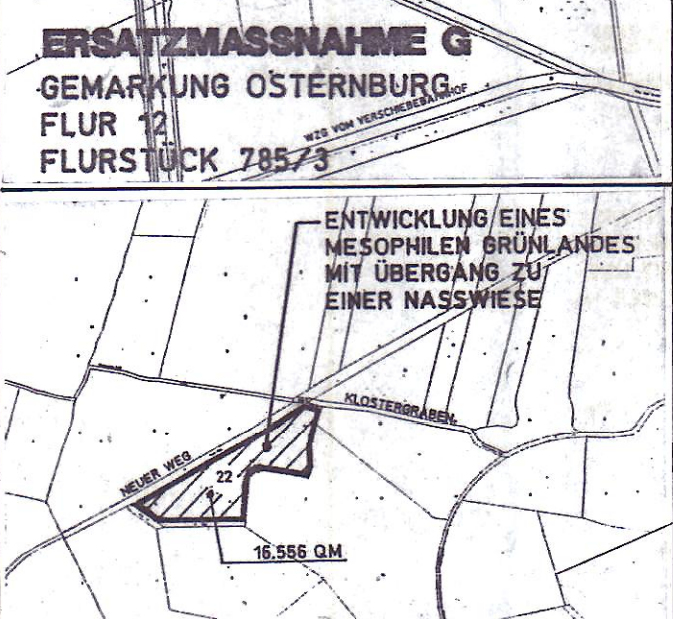 ERSATZMASSNAHME G
GEMARKUNG OSTERNBURG
FLUR 12
FLURSTÜCK 785/3
WZG VOM VERSCHIEBEBAHNHOF
ENTWICKLUNG EINES
MESOPHILEN GRÜNLANDES
MIT ÜBERGANG ZU
EINER NASSWIESE
KLOSTERGRABEN
NEUER WEG
22
16.556 QM